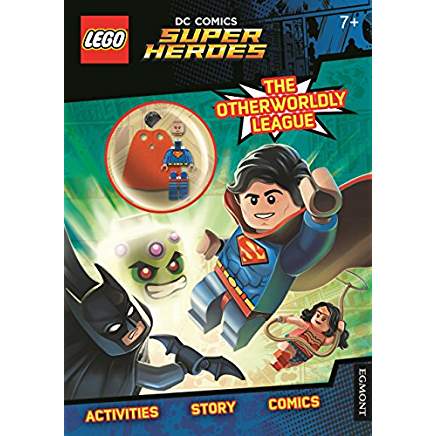 LEGO
DC COMICS
SUPER
HEROES
7+
THE
OTHERWORLDLY
LEAGUE
S
ACTIVITIES STORY COMICS
EGMONT